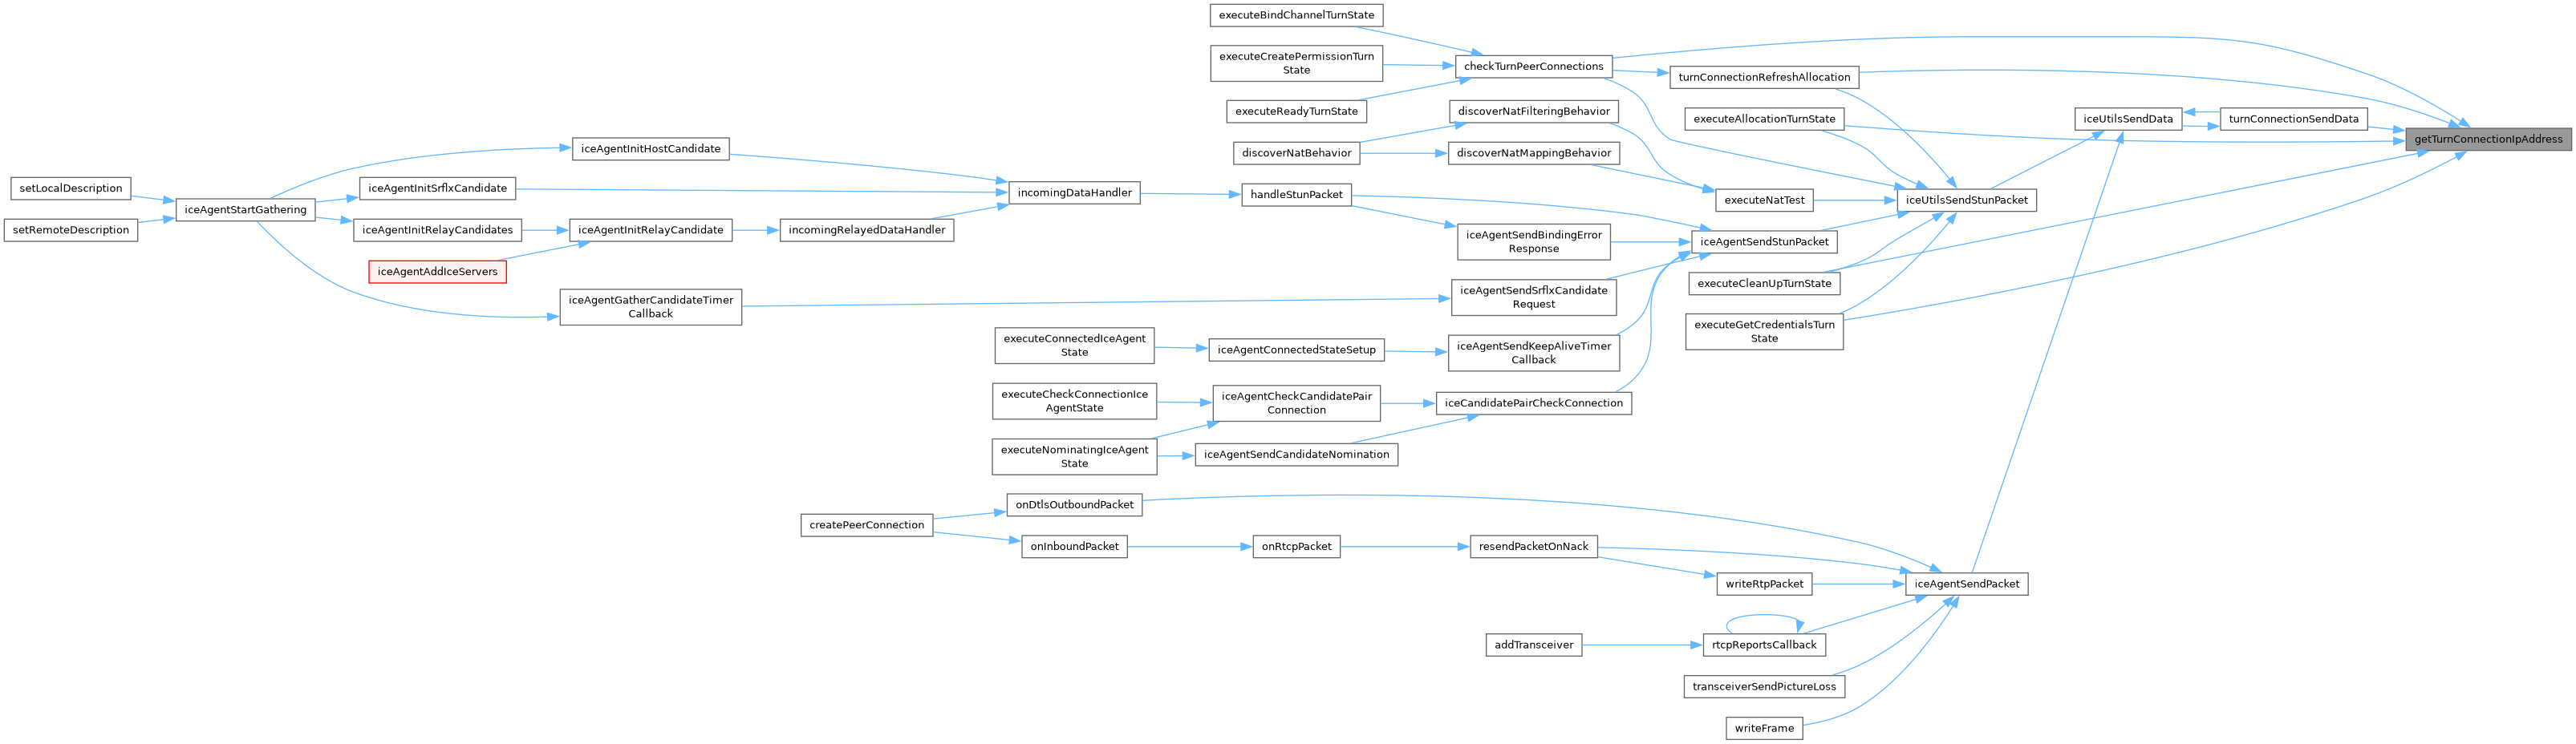 executeBindChannelTurnState
executeCreatePermissionTurn
State
checkTurnPeerConnections
turnConnectionRefreshAllocation
executeReadyTurnState
discoverNatFilteringBehavior
executeAllocationTurnState
iceUtilsSendData
turnConnectionSendData
getTurnConnectionIpAddress
iceAgentInitHostCandidate
discoverNatBehavior
discoverNatMappingBehavior
setLocalDescription
iceAgentInitSrflxCandidate
incomingDataHandler
handleStunPacket
executeNatTest
iceUtilsSendStunPacket
iceAgentStartGathering
setRemoteDescription
iceAgentInitRelayCandidates
iceAgentInitRelayCandidate
incomingRelayedDataHandler
iceAgentSendBindingError
Response
iceAgentSendStunPacket
iceAgentAddIceServers
executeCleanUpTurnState
iceAgentGatherCandidateTimer
Callback
iceAgentSendSrflxCandidate
Request
executeGetCredentialsTurn
State
executeConnectedIceAgent
State
iceAgentConnectedStateSetup
iceAgentSendKeepAliveTimer
Callback
executeCheckConnectionIce
AgentState
iceAgentCheckCandidatePair
Connection
iceCandidatePairCheckConnection
executeNominatingIceAgent
State
iceAgentSendCandidateNomination
onDtlsOutboundPacket
createPeerConnection
onInboundPacket
onRtcpPacket
resendPacketOnNack
writeRtpPacket
iceAgentSendPacket
addTransceiver
rtcpReportsCallback
transceiverSendPictureLoss
writeFrame